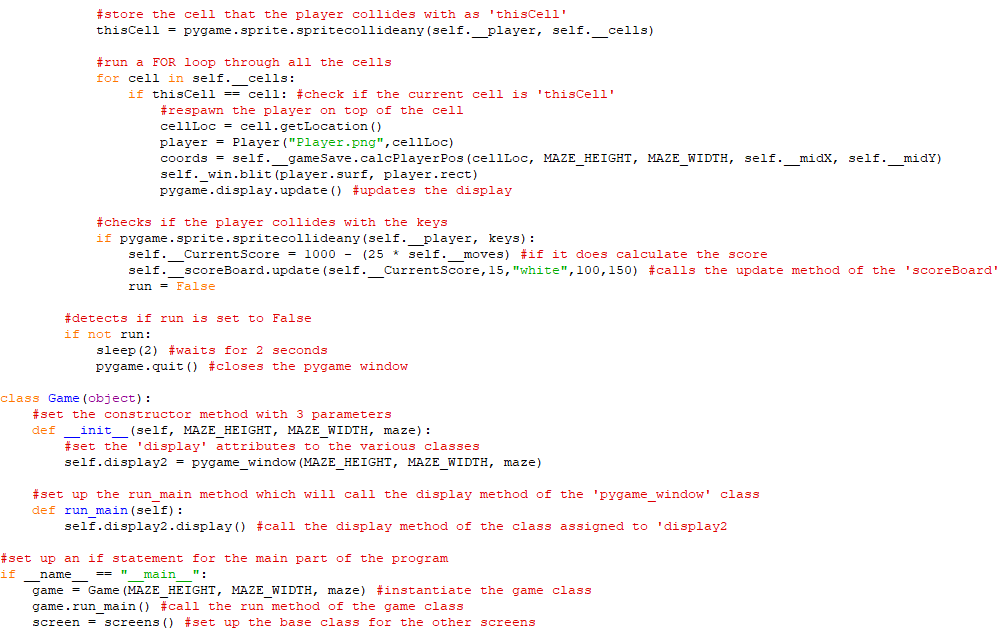 #store the cell that the player collides with as 'thisCell'
thisCell = pygame.sprite.spritecollideany(self.__player, self.__cells)
#run a FOR loop through all the cells
for cell in self.__cells:
if thisCell == cell: #check if the current cell is 'thisCell'
#respawn the player on top of the cell
cellLoc = cell.getLocation()
player = Player("Player.png",cellLoc)
coords = self.__gameSave.calcPlayerPos(cellLoc, MAZE_HEIGHT, MAZE_WIDTH, self.__midX, self.__midY)
self._win.blit(player.surf, player.rect)
pygame.display.update() #updates the display
#checks if the player collides with the keys
if pygame.sprite.spritecollideany(self.__player, keys):
self.__CurrentScore = 1000 - (25 * self.__moves) #if it does calculate the score
self.__scoreBoard.update(self.__CurrentScore,15,"white",100,150) #calls the update method of the 'scoreBoard'
run = False
#detects if run is set to False
if not run:
sleep(2) #waits for 2 seconds
pygame.quit() #closes the pygame window
class Game(object):
#set the constructor method with 3 parameters
def __init__(self, MAZE_HEIGHT, MAZE_WIDTH, maze):
#set the 'display' attributes to the various classes
self.display2 = pygame_window(MAZE_HEIGHT, MAZE_WIDTH, maze)
#set up the run_main method which will call the display method of the 'pygame_window' class
def run_main(self):
self.display2.display() #call the display method of the class assigned to 'display2
#set up an if statement for the main part of the program
if __name__ == "__main__":
game = Game(MAZE_HEIGHT, MAZE_WIDTH, maze) #instantiate the game class
game.run_main() #call the run method of the game class
screen = screens() #set up the base class for the other screens